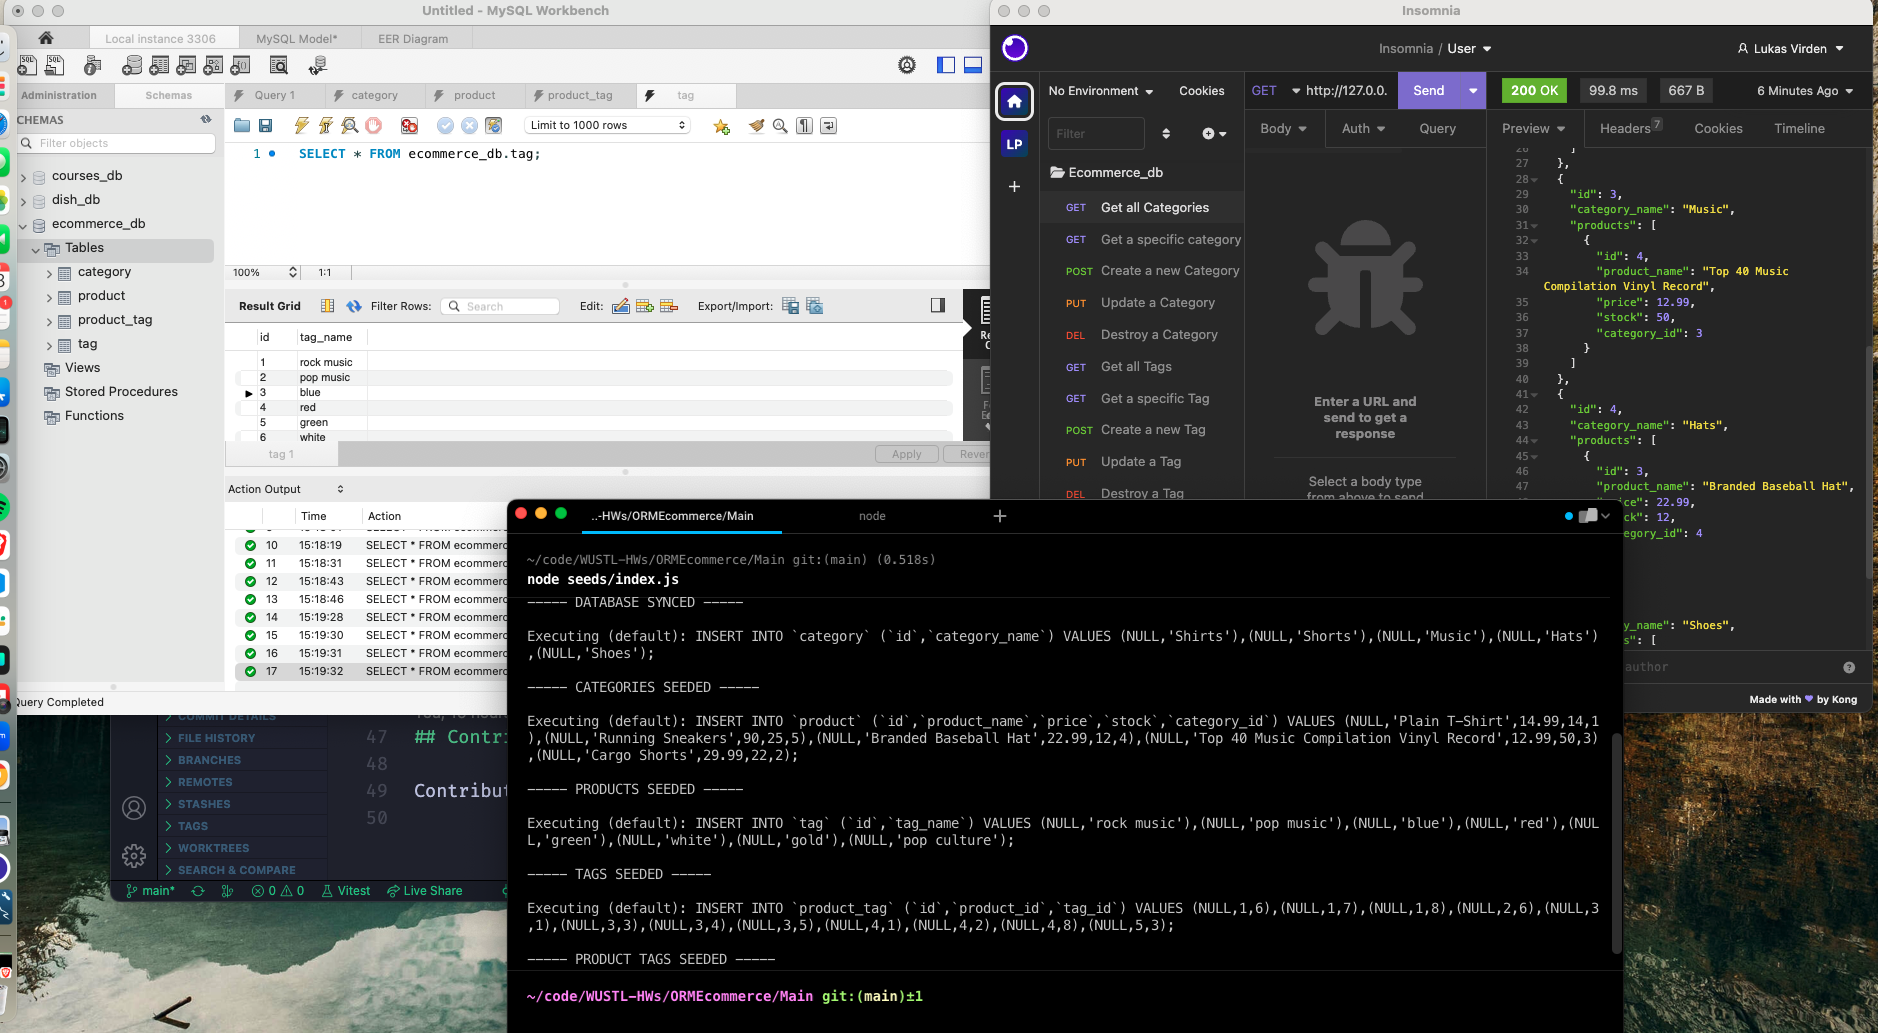 Untitled - MySQL Workbench
Local instance 3306
MySQL Model*
EER Diagram
Administration
Schemas
Query 1
category
product
product_tag
tag
CHEMAS
Filter objects
Limit to 1000 rows
1
SELECT * FROM ecommerce_db.tag;
courses_db
dish_db
ecommerce_db
Tables
category
product
product_tag
tag
Views
Stored Procedures
Functions
100%
1:1
Result Grid
Filter Rows:
Search
Edit:
Export/Import:
id tag_name
1 rock music
2 pop music
3 blue
4 red
5 green
6 white
tag 1
Apply
Rever
Action Output
Time
Action
10 15:18:19 SELECT * FROM ecommerc
11 15:18:31 SELECT * FROM ecommerc
12 15:18:43 SELECT * FROM ecommerc
13 15:18:46 SELECT * FROM ecommerc
14 15:19:28 SELECT * FROM ecommerc
15 15:19:30 SELECT * FROM ecommerc
16 15:19:31 SELECT * FROM ecommerc
17 15:19:32 SELECT * FROM ecommerc
Query Completed
Insomnia
Insomnia / User
Lukas Virden
LP
No Environment
Cookies
GET
http://127.0.
Send
200 OK
99.8 ms
667 B
6 Minutes Ago
Filter
Body
Auth
Query
Preview
Headers 7
Cookies
Timeline
Ecommerce_db
GET Get all Categories
GET Get a specific category
POST Create a new Category
PUT Update a Category
DEL Destroy a Category
GET Get all Tags
GET Get a specific Tag
POST Create a new Tag
PUT Update a Tag
DEL Destroy a Tag
Enter a URL and
send to get a
response
Select a body type
from above to send
26 ]
27 },
28 {
29 "id": 3,
30 "category_name": "Music",
31 "products": [
32 {
33 "id": 4,
34 "product_name": "Top 40 Music
Compilation Vinyl Record",
35 "price": 12.99,
36 "stock": 50,
37 "category_id": 3
38 }
39 ]
40 },
41 {
42 "id": 4,
43 "category_name": "Hats",
44 "products": [
45 {
46 "id": 3,
47 "product_name": "Branded Baseball Hat",
rice": 22.99,
ck": 12,
egory_id": 4
y_name": "Shoes",
s": [
author
Made with ♥ by Kong
..-HWs/ORMEcommerce/Main
node
~/code/WUSTL-HWs/ORMEcommerce/Main git:(main) (0.518s)
node seeds/index.js
----- DATABASE SYNCED -----
Executing (default): INSERT INTO `category` (`id`,`category_name`) VALUES (NULL,'Shirts'),(NULL,'Shorts'),(NULL,'Music'),(NULL,'Hats')
,(NULL,'Shoes');
----- CATEGORIES SEEDED -----
Executing (default): INSERT INTO `product` (`id`,`product_name`,`price`,`stock`,`category_id`) VALUES (NULL,'Plain T-Shirt',14.99,14,1
),(NULL,'Running Sneakers',90,25,5),(NULL,'Branded Baseball Hat',22.99,12,4),(NULL,'Top 40 Music Compilation Vinyl Record',12.99,50,3)
,(NULL,'Cargo Shorts',29.99,22,2);
----- PRODUCTS SEEDED -----
Executing (default): INSERT INTO `tag` (`id`,`tag_name`) VALUES (NULL,'rock music'),(NULL,'pop music'),(NULL,'blue'),(NULL,'red'),(NUL
L,'green'),(NULL,'white'),(NULL,'gold'),(NULL,'pop culture');
----- TAGS SEEDED -----
Executing (default): INSERT INTO `product_tag` (`id`,`product_id`,`tag_id`) VALUES (NULL,1,6),(NULL,1,7),(NULL,1,8),(NULL,2,6),(NULL,3
,1),(NULL,3,3),(NULL,3,4),(NULL,3,5),(NULL,4,1),(NULL,4,2),(NULL,4,8),(NULL,5,3);
----- PRODUCT TAGS SEEDED -----
~/code/WUSTL-HWs/ORMEcommerce/Main git:(main)±1
COMMIT DETAILS
FILE HISTORY
BRANCHES
REMOTES
STASHES
TAGS
WORKTREES
SEARCH & COMPARE
47 ## Contri
48
49 Contribut
50
main*
0
0
Vitest
Live Share